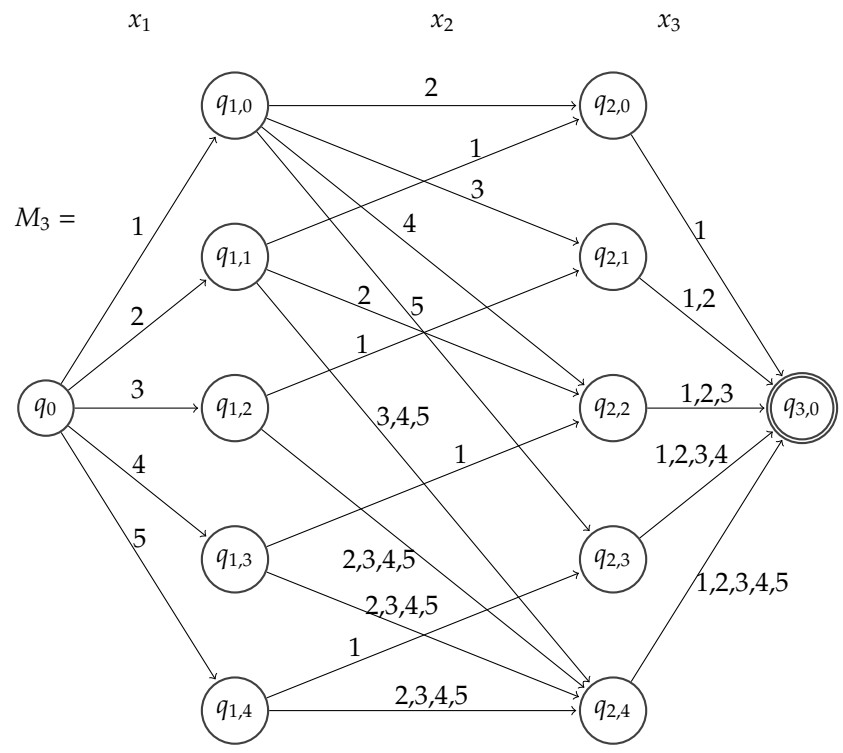 x₁ x₂ x₃
q₁,₀ 2 q₂,₀
1
3
M₃ = 1 4 1
q₁,₁ q₂,₁
2 2 5 1,2
1
q₀ 3 q₁,₂ q₂,₂ 1,2,3 q₃,₀
3,4,5
4 1 1,2,3,4
5 q₁,₃ 2,3,4,5 q₂,₃
2,3,4,5 1,2,3,4,5
1
q₁,₄ 2,3,4,5 q₂,₄